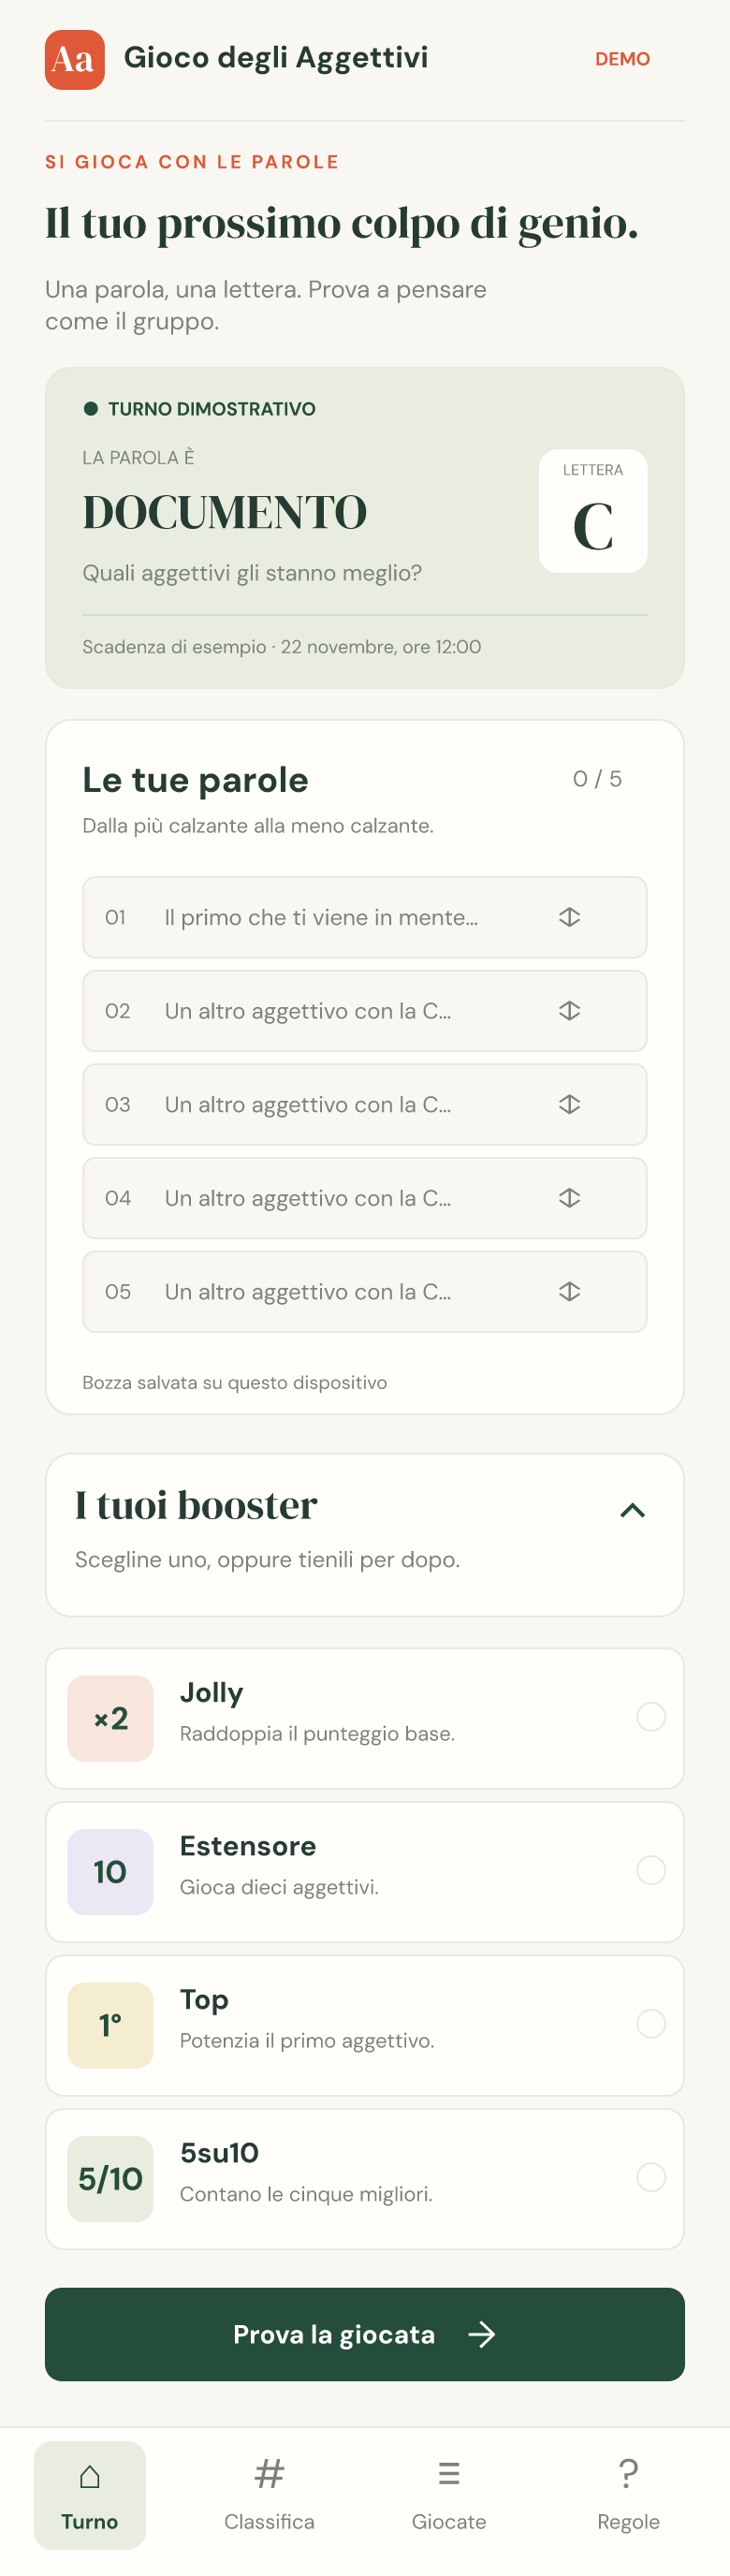 Aa Gioco degli Aggettivi DEMO
SI GIOCA CON LE PAROLE
Il tuo prossimo colpo di genio.
Una parola, una lettera. Prova a pensare
come il gruppo.
● TURNO DIMOSTRATIVO
LA PAROLA È
DOCUMENTO
Quali aggettivi gli stanno meglio?
LETTERA
C
Scadenza di esempio · 22 novembre, ore 12:00
Le tue parole 0 / 5
Dalla più calzante alla meno calzante.
01 Il primo che ti viene in mente...
02 Un altro aggettivo con la C...
03 Un altro aggettivo con la C...
04 Un altro aggettivo con la C...
05 Un altro aggettivo con la C...
Bozza salvata su questo dispositivo
I tuoi booster
Scegline uno, oppure tienili per dopo.
×2 Jolly
Raddoppia il punteggio base.
10 Estensore
Gioca dieci aggettivi.
1° Top
Potenzia il primo aggettivo.
5/10 5su10
Contano le cinque migliori.
Prova la giocata →
Turno # Classifica Giocate ? Regole